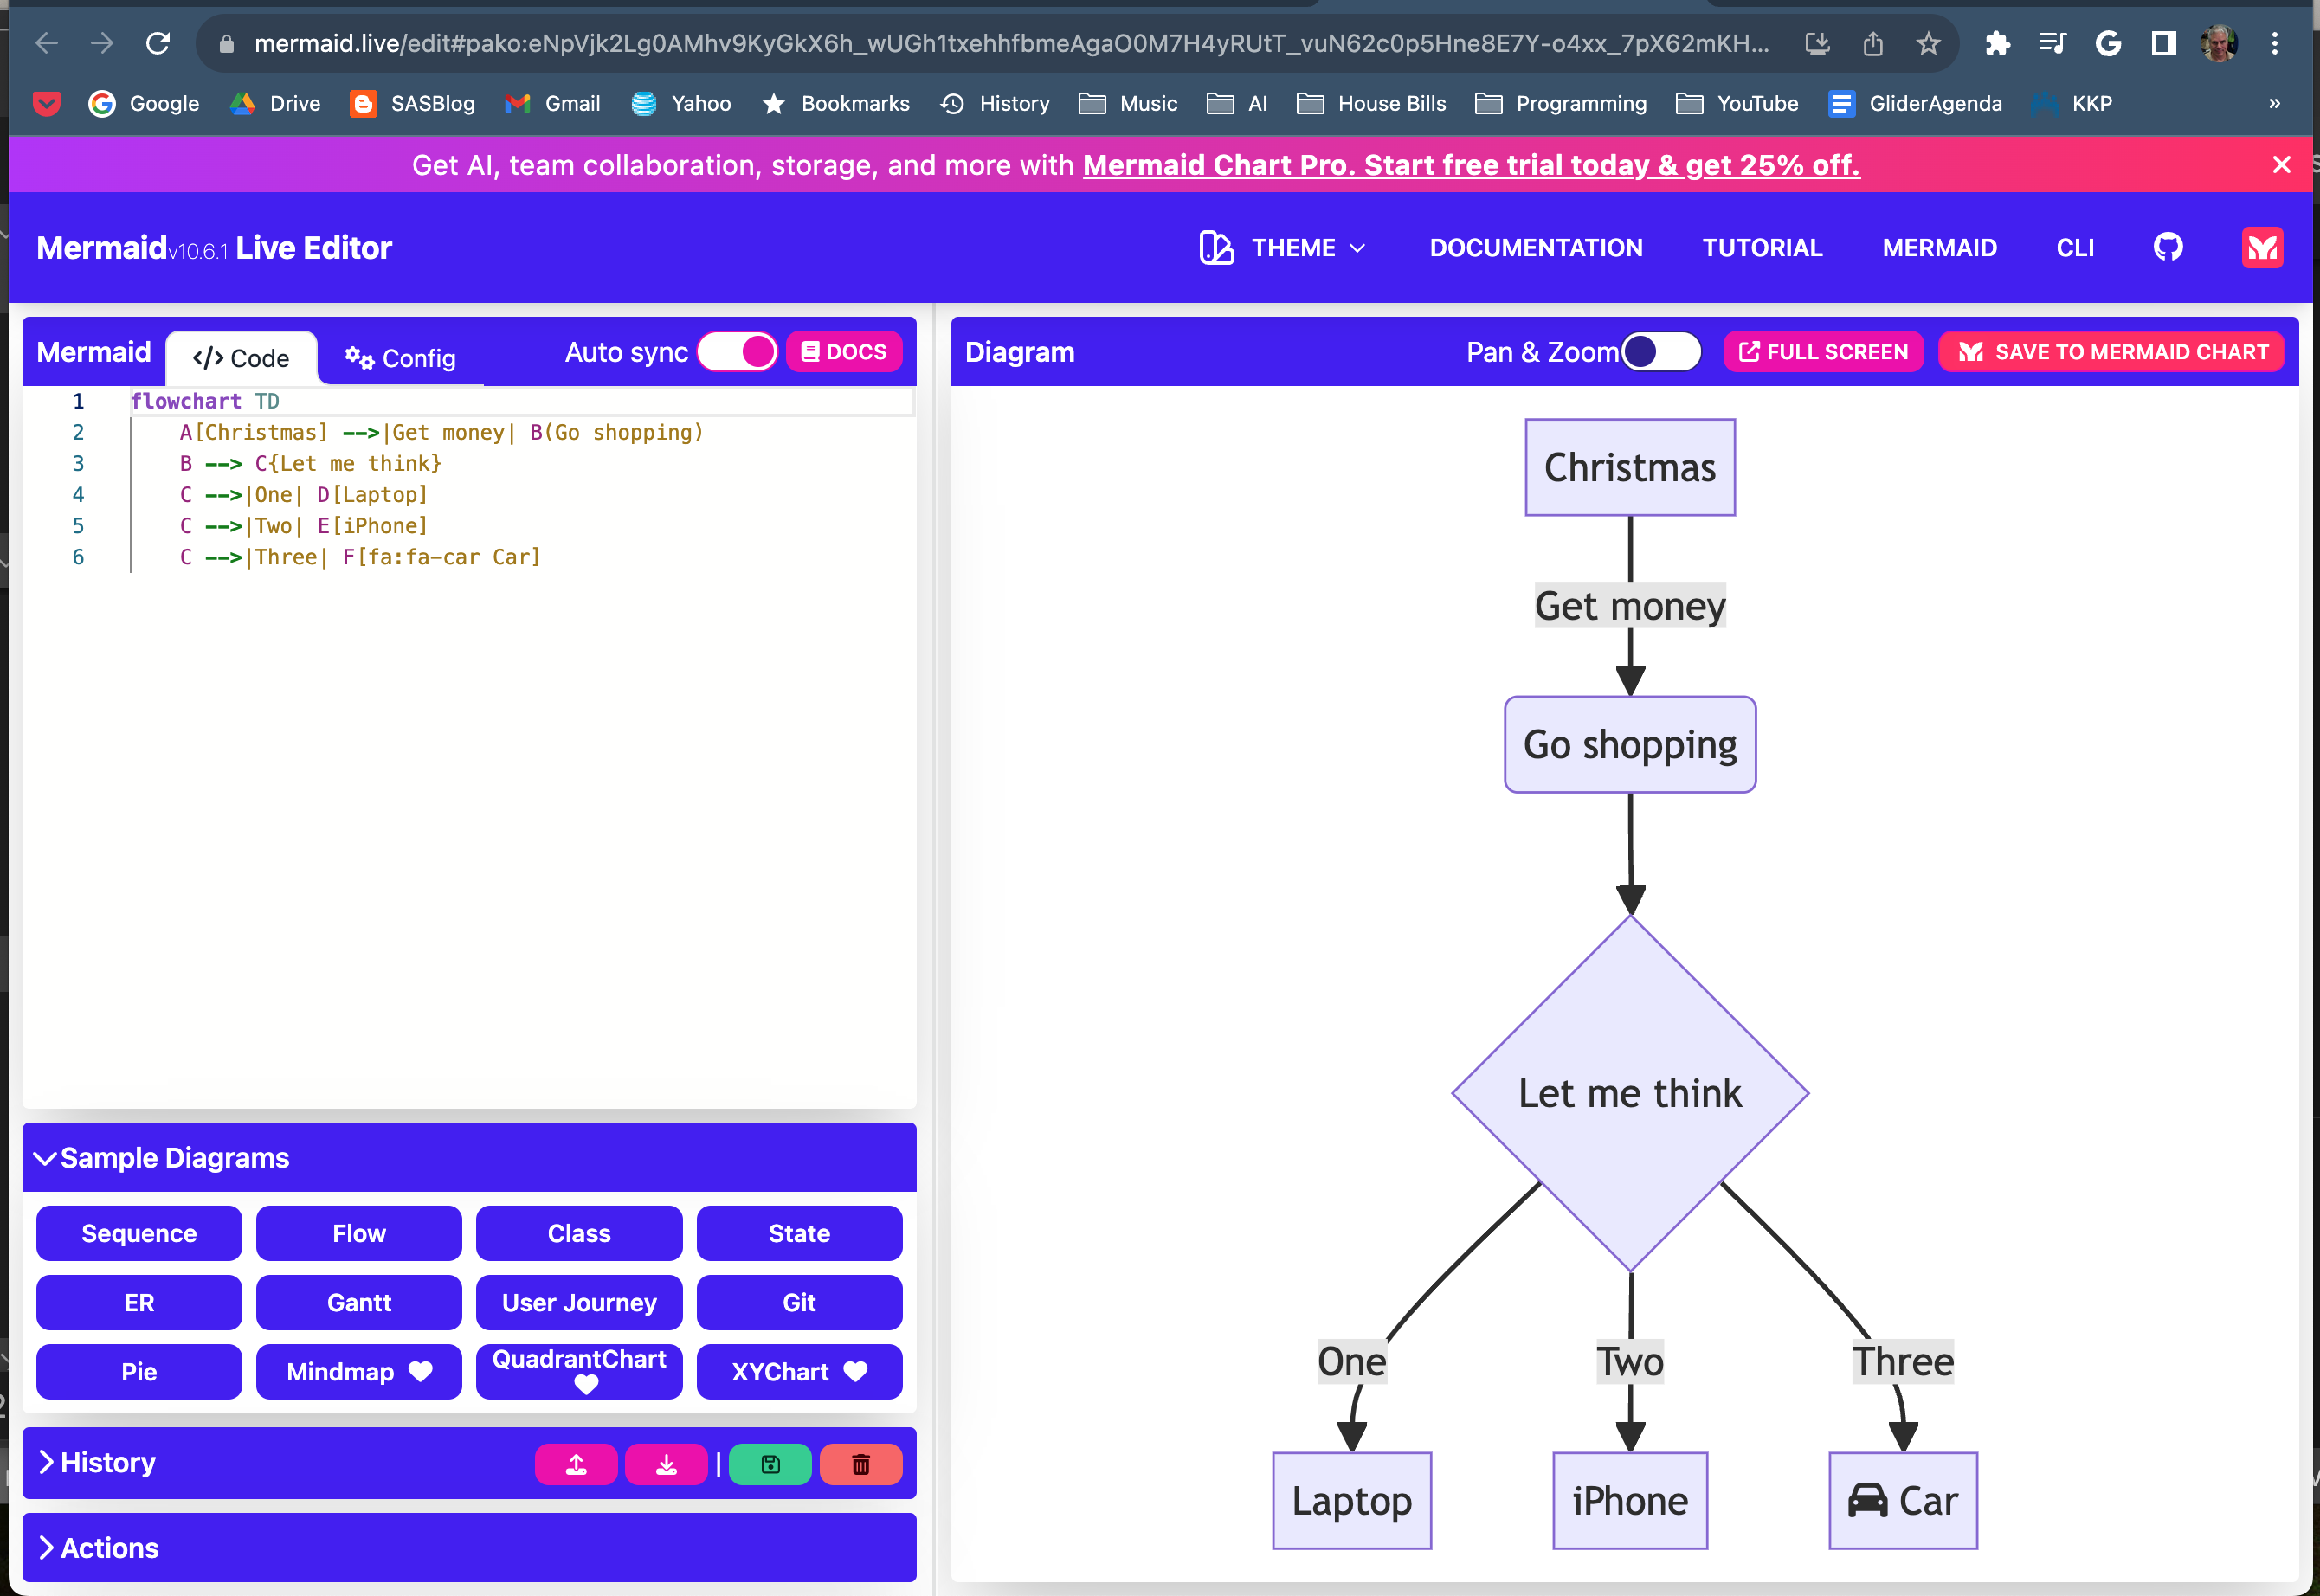 mermaid.live/edit#pako:eNpVjk2Lg0AMhv9KyGkX6h_wUGh1txehhfbmeAgaO0M7H4yRUtT_vuN62c0p5Hne8E7Y-o4xx_7pX62mKH...
Google Drive SASBlog Gmail Yahoo Bookmarks History Music AI House Bills Programming YouTube GliderAgenda KKP »
Get AI, team collaboration, storage, and more with Mermaid Chart Pro. Start free trial today & get 25% off.
Mermaidv10.6.1 Live Editor THEME DOCUMENTATION TUTORIAL MERMAID CLI
Mermaid </> Code Config Auto sync DOCS
1 flowchart TD
2 A[Christmas] -->|Get money| B(Go shopping)
3 B --> C{Let me think}
4 C -->|One| D[Laptop]
5 C -->|Two| E[iPhone]
6 C -->|Three| F[fa:fa-car Car]
Sample Diagrams
Sequence Flow Class State
ER Gantt User Journey Git
Pie Mindmap QuadrantChart XYChart
History |
Actions
Diagram Pan & Zoom FULL SCREEN SAVE TO MERMAID CHART
Christmas
Get money
Go shopping
Let me think
One Two Three
Laptop iPhone Car